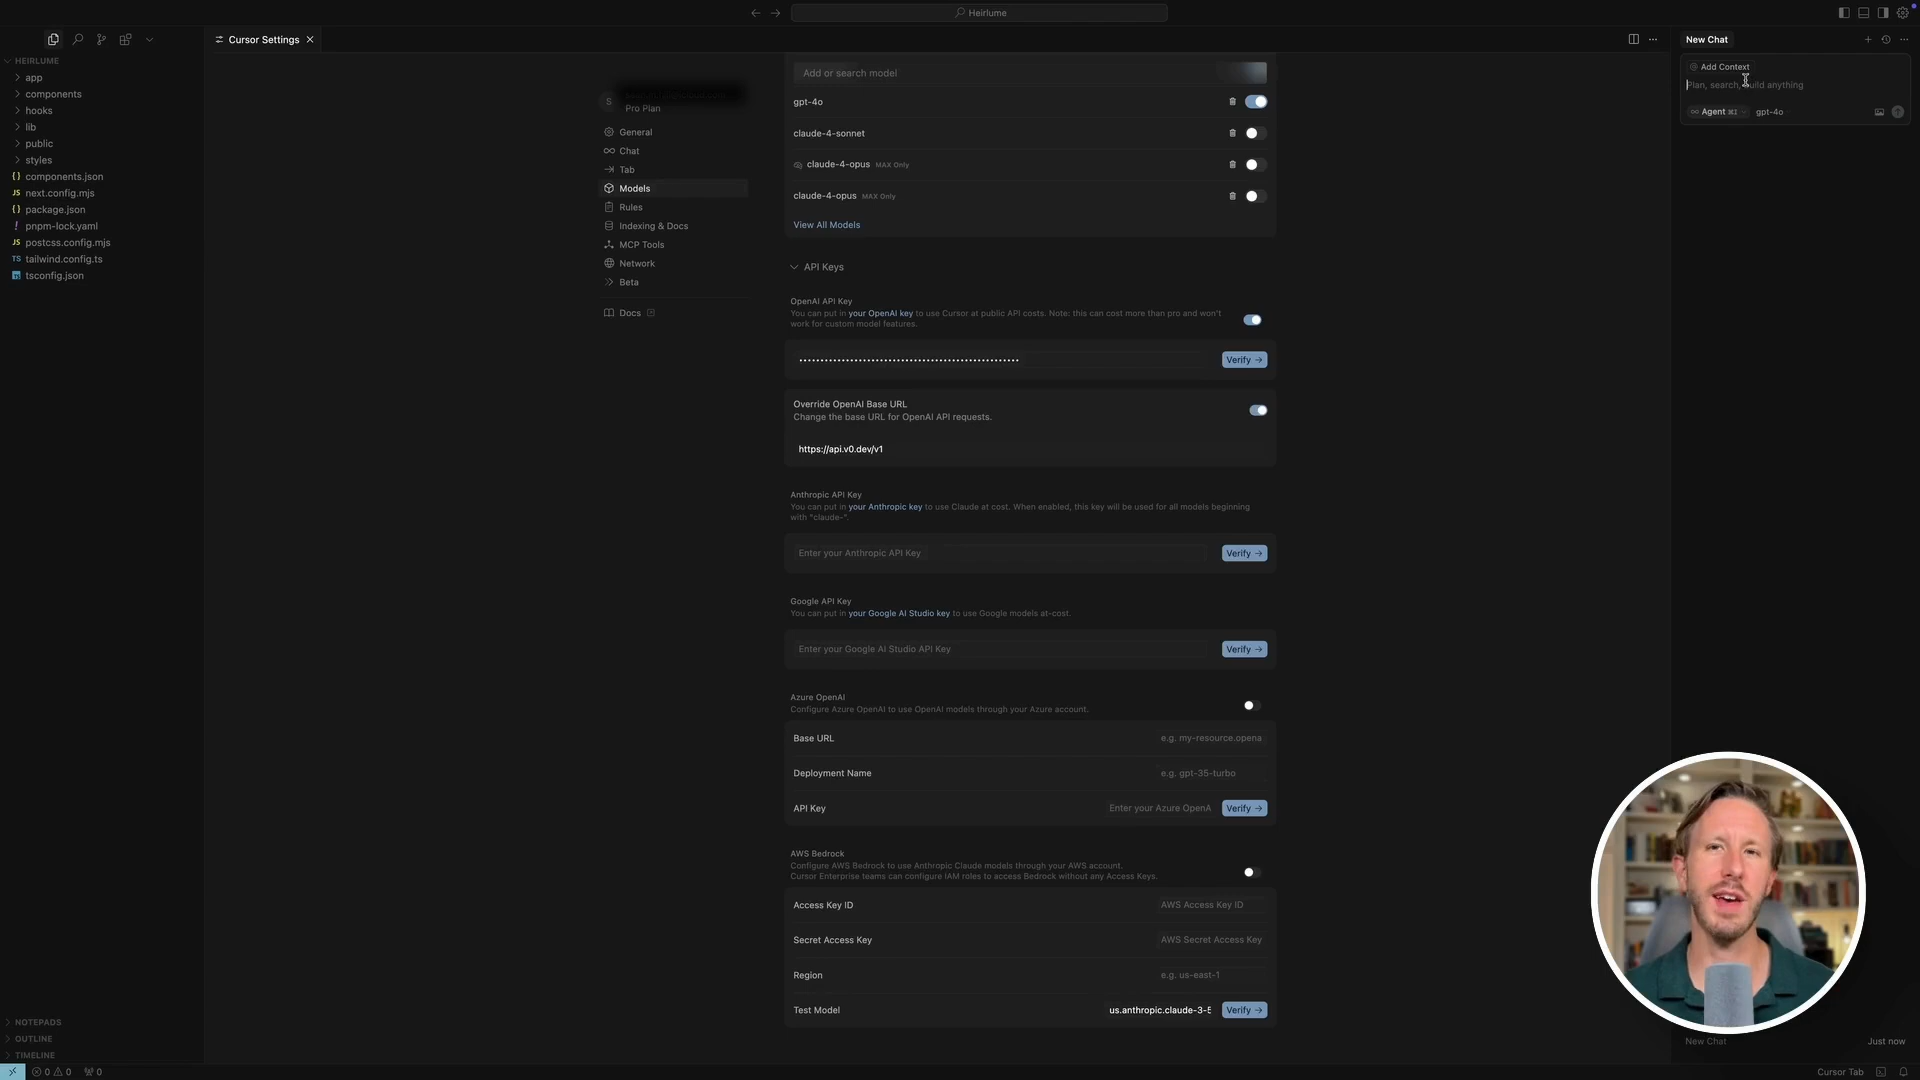 Heirlume
HEIRLUME
app
components
hooks
lib
public
styles
components.json
next.config.mjs
package.json
pnpm-lock.yaml
postcss.config.mjs
tailwind.config.ts
tsconfig.json
NOTEPADS
OUTLINE
TIMELINE
0 0 0
Cursor Settings
S
Pro Plan
General
Chat
Tab
Models
Rules
Indexing & Docs
MCP Tools
Network
Beta
Docs
Add or search model
gpt-4o
claude-4-sonnet
claude-4-opus MAX Only
claude-4-opus MAX Only
View All Models
API Keys
OpenAI API Key
You can put in your OpenAI key to use Cursor at public API costs. Note: this can cost more than pro and won't
work for custom model features.
Verify →
Override OpenAI Base URL
Change the base URL for OpenAI API requests.
https://api.v0.dev/v1
Anthropic API Key
You can put in your Anthropic key to use Claude at cost. When enabled, this key will be used for all models beginning
with "claude-".
Enter your Anthropic API Key
Verify →
Google API Key
You can put in your Google AI Studio key to use Google models at-cost.
Enter your Google AI Studio API Key
Verify →
Azure OpenAI
Configure Azure OpenAI to use OpenAI models through your Azure account.
Base URL e.g. my-resource.opena
Deployment Name e.g. gpt-35-turbo
API Key Enter your Azure OpenA Verify →
AWS Bedrock
Configure AWS Bedrock to use Anthropic Claude models through your AWS account.
Cursor Enterprise teams can configure IAM roles to access Bedrock without any Access Keys.
Access Key ID AWS Access Key ID
Secret Access Key AWS Secret Access Key
Region e.g. us-east-1
Test Model us.anthropic.claude-3-5 Verify →
New Chat
Add Context
Plan, search, build anything
Agent ⌘I gpt-4o
New Chat Just now
Cursor Tab